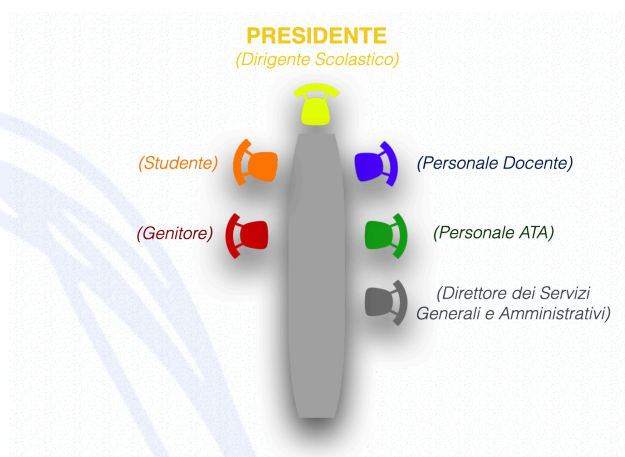 PRESIDENTE
(Dirigente Scolastico)
(Studente)
(Personale Docente)
(Genitore)
(Personale ATA)
(Direttore dei Servizi
Generali e Amministrativi)